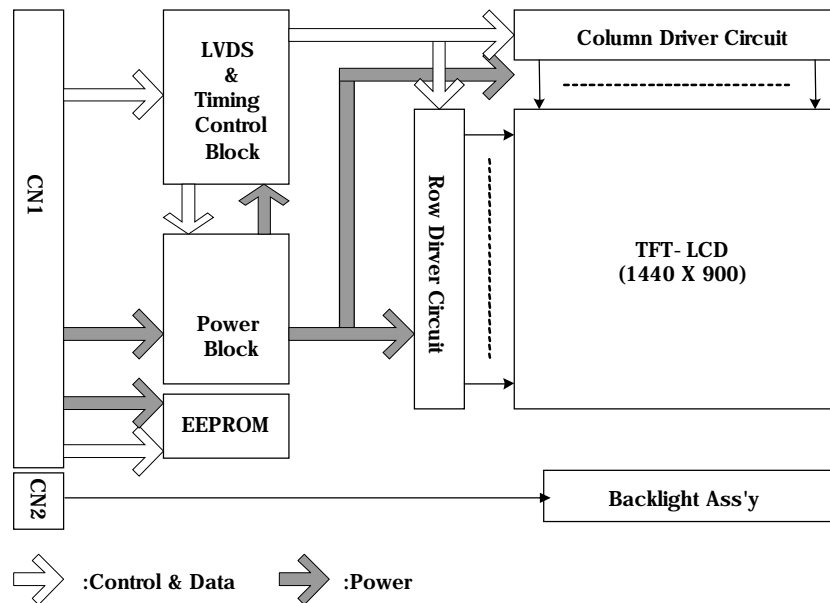 CN1
LVDS
&
Timing
Control
Block
Column Driver Circuit
Row Dirver Circuit
TFT- LCD
(1440 X 900)
Power
Block
EEPROM
CN2
Backlight Ass'y
:Control & Data
:Power